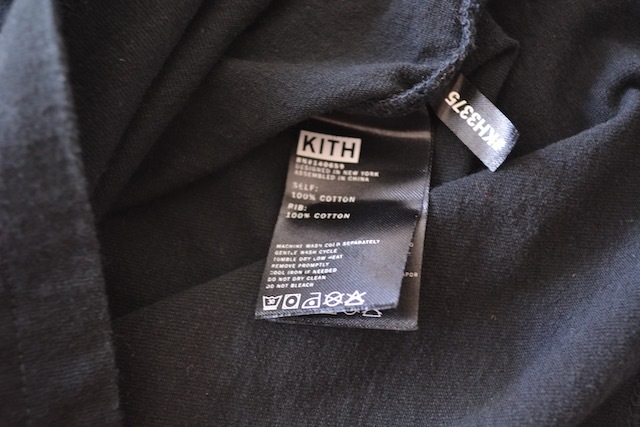 KITH
RN#140659
DESIGNED IN NEW YORK
ASSEMBLED IN CHINA
SELF:
100% COTTON
RIB:
100% COTTON
MACHINE WASH COLD SEPARATELY
GENTLE WASH CYCLE
TUMBLE DRY LOW HEAT
REMOVE PROMPTLY
COOL IRON IF NEEDED
DO NOT DRY CLEAN
DO NOT BLEACH
#KH3375